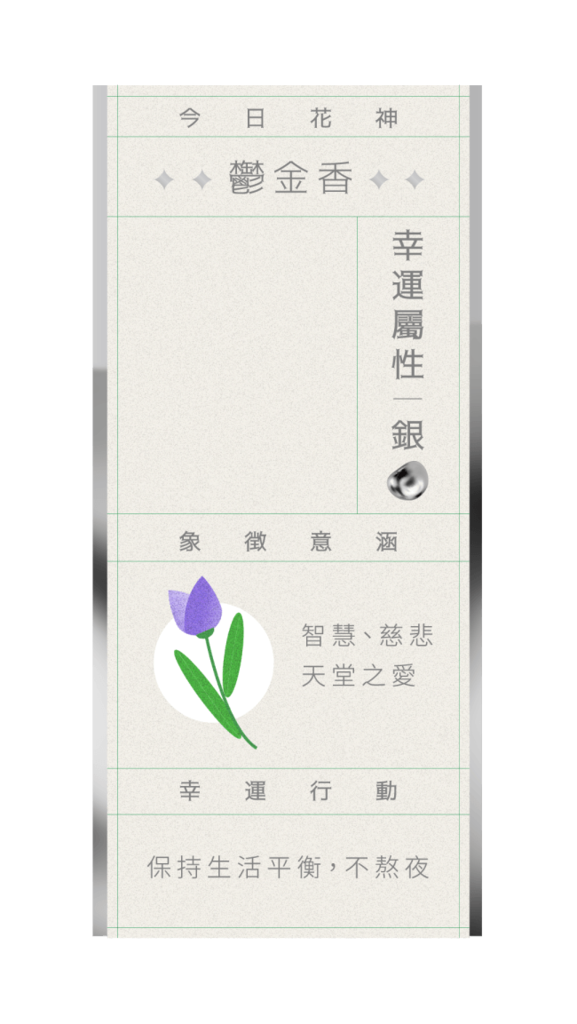 今日花神
鬱金香
幸運屬性｜銀
象徵意涵
智慧、慈悲
天堂之愛
幸運行動
保持生活平衡，不熬夜